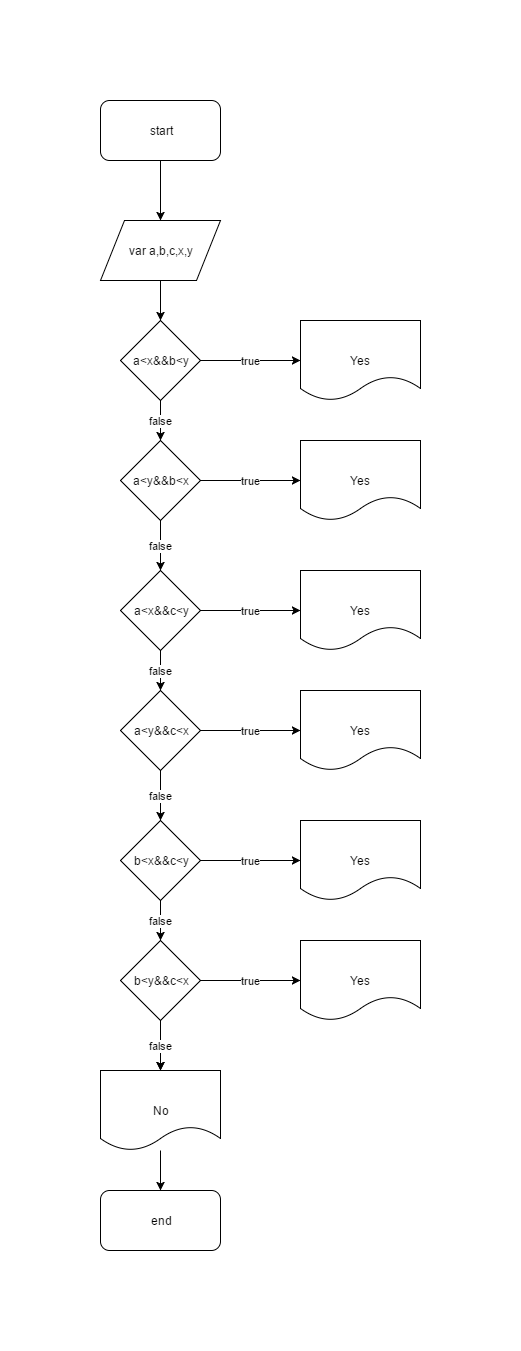 start
var a,b,c,x,y
a<x&&b<y
true
Yes
false
a<y&&b<x
true
Yes
false
a<x&&c<y
true
Yes
false
a<y&&c<x
true
Yes
false
b<x&&c<y
true
Yes
false
b<y&&c<x
true
Yes
false
No
end